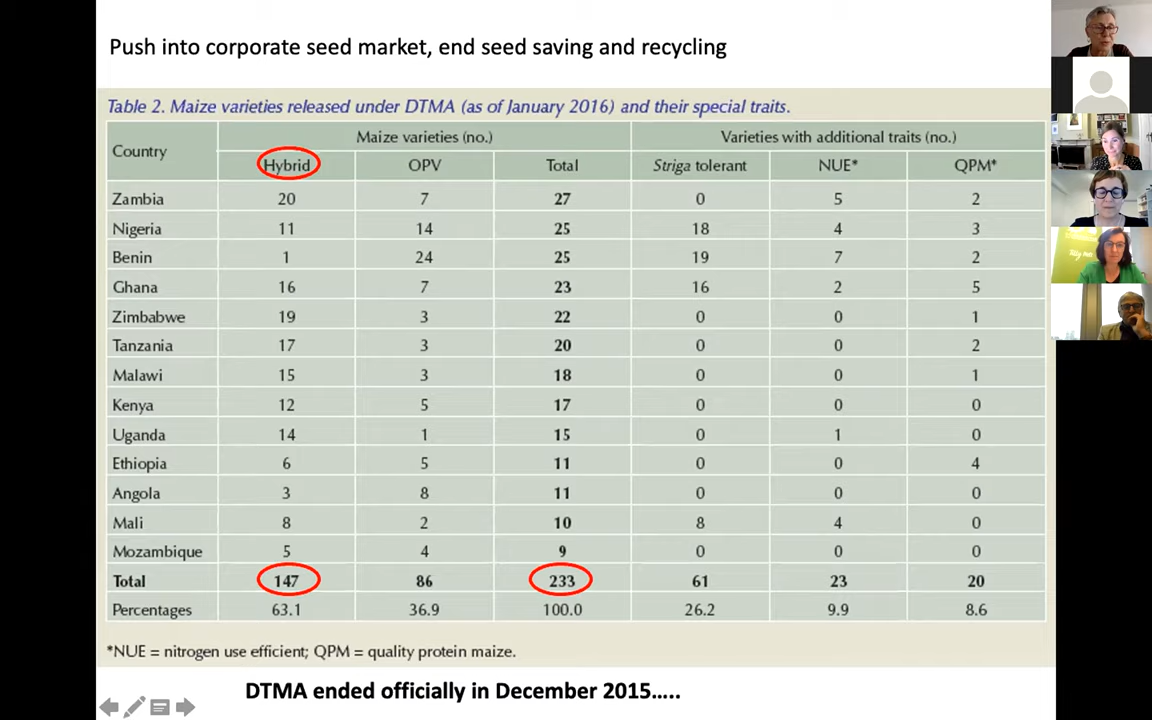 Push into corporate seed market, end seed saving and recycling
Table 2. Maize varieties released under DTMA (as of January 2016) and their special traits.
Country Maize varieties (no.) Varieties with additional traits (no.)
Hybrid OPV Total Striga tolerant NUE* QPM*
Zambia 20 7 27 0 5 2
Nigeria 11 14 25 18 4 3
Benin 1 24 25 19 7 2
Ghana 16 7 23 16 2 5
Zimbabwe 19 3 22 0 0 1
Tanzania 17 3 20 0 0 2
Malawi 15 3 18 0 0 1
Kenya 12 5 17 0 0 0
Uganda 14 1 15 0 1 0
Ethiopia 6 5 11 0 0 4
Angola 3 8 11 0 0 0
Mali 8 2 10 8 4 0
Mozambique 5 4 9 0 0 0
Total 147 86 233 61 23 20
Percentages 63.1 36.9 100.0 26.2 9.9 8.6
*NUE = nitrogen use efficient; QPM = quality protein maize.
DTMA ended officially in December 2015.....